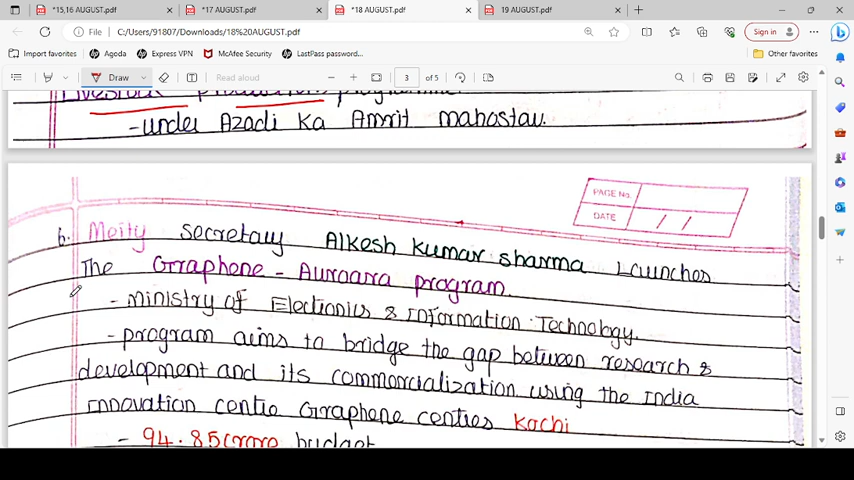 *15,16 AUGUST.pdf
*17 AUGUST.pdf
*18 AUGUST.pdf
19 AUGUST.pdf
File
C:/Users/91807/Downloads/18%20AUGUST.pdf
Sign in
Import favorites
Agoda
Express VPN
McAfee Security
LastPass password...
Other favorites
Draw
Read aloud
3 of 5
Livestock
-under Azadi Ka Amrit mahostav.
PAGE No.
DATE / /
6. Meity secretary Alkesh kumar sharma Launches
The Graphene - Auroara program
- ministry of Electionics & Information Technology.
- program aims to bridge the gap between research &
development and its commercialization using the India
innovation centre Graphene centres Kochi
- 94.85 crore budget